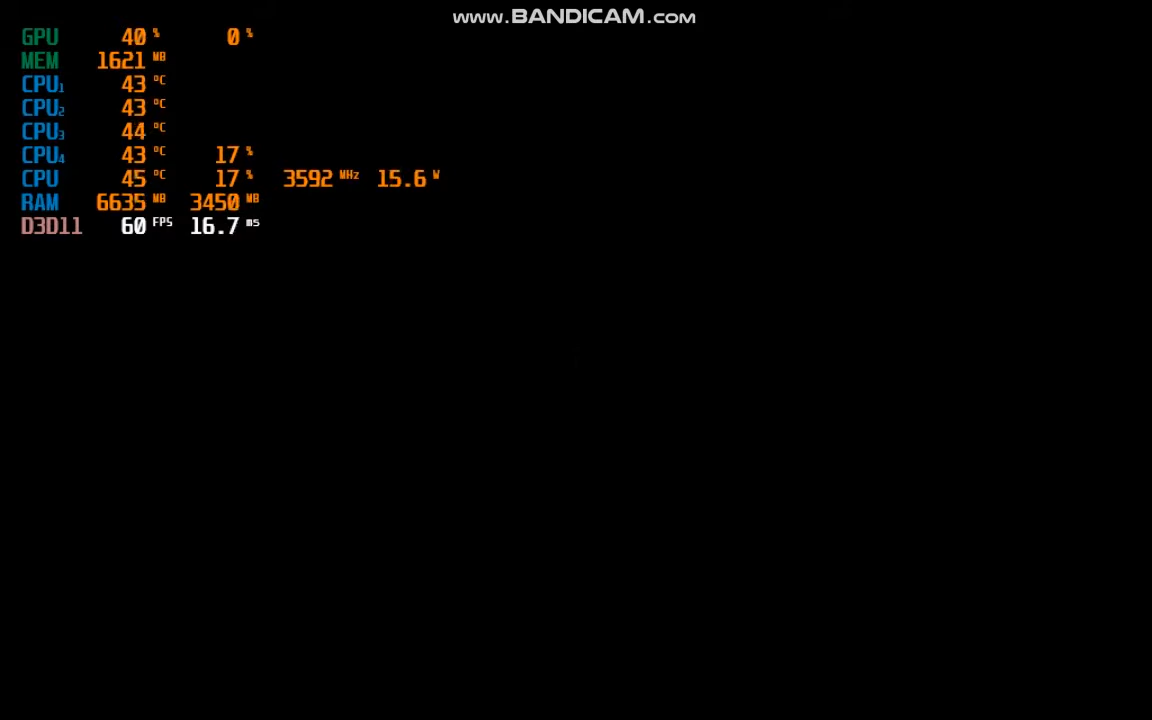 www.BANDICAM.com
GPU 40 % 0 %
MEM 1621 MB
CPU1 43 °C
CPU2 43 °C
CPU3 44 °C
CPU4 43 °C 17 %
CPU 45 °C 17 % 3592 MHz 15.6 W
RAM 6635 MB 3450 MB
D3D11 60 FPS 16.7 ms